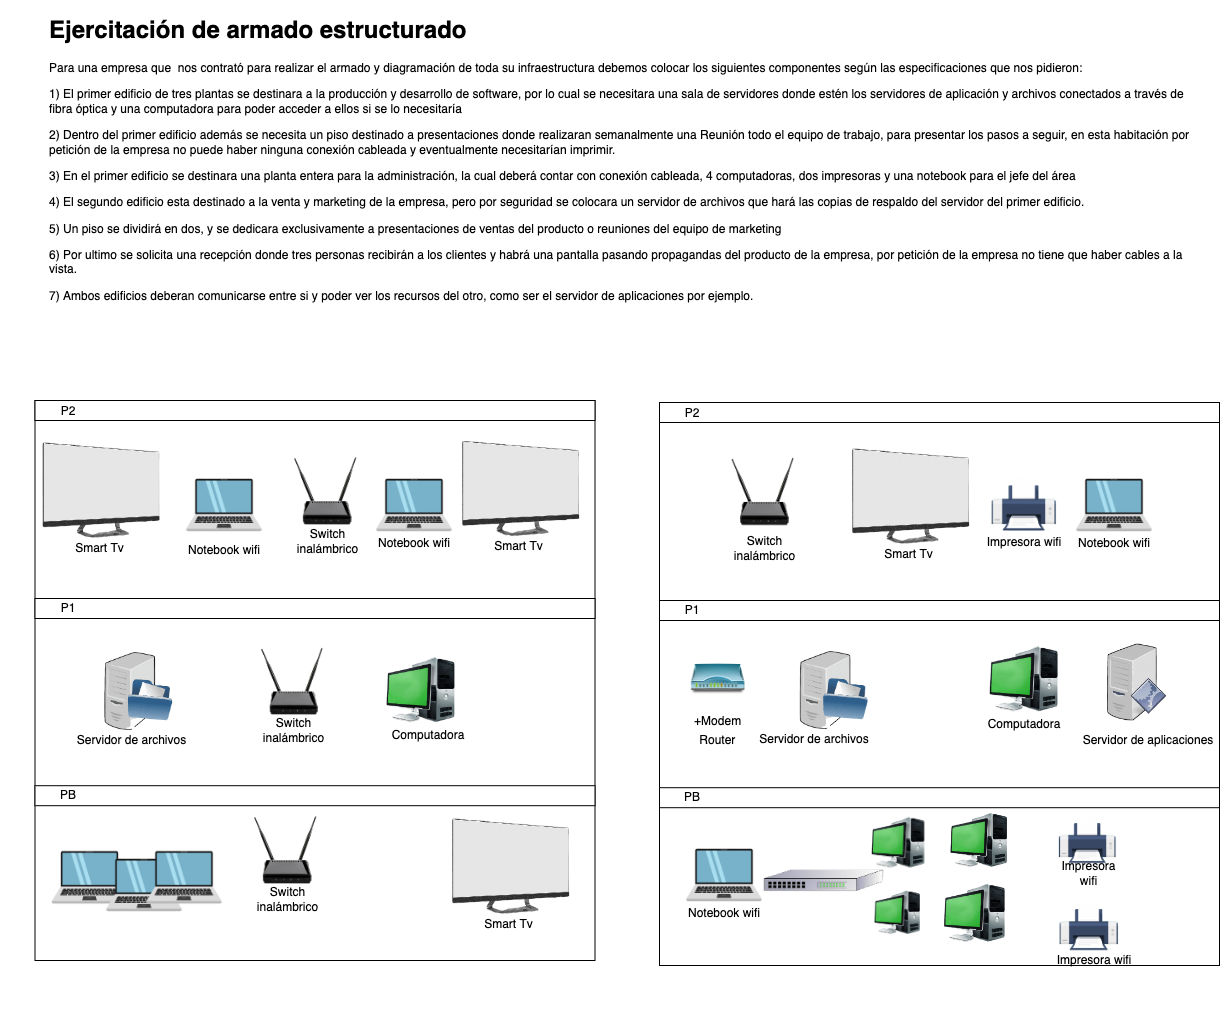 Ejercitación de armado estructurado
Para una empresa que  nos contrató para realizar el armado y diagramación de toda su infraestructura debemos colocar los siguientes componentes según las especificaciones que nos pidieron:
1) El primer edificio de tres plantas se destinara a la producción y desarrollo de software, por lo cual se necesitara una sala de servidores donde estén los servidores de aplicación y archivos conectados a través de
fibra óptica y una computadora para poder acceder a ellos si se lo necesitaría
2) Dentro del primer edificio además se necesita un piso destinado a presentaciones donde realizaran semanalmente una Reunión todo el equipo de trabajo, para presentar los pasos a seguir, en esta habitación por
petición de la empresa no puede haber ninguna conexión cableada y eventualmente necesitarían imprimir.
3) En el primer edificio se destinara una planta entera para la administración, la cual deberá contar con conexión cableada, 4 computadoras, dos impresoras y una notebook para el jefe del área
4) El segundo edificio esta destinado a la venta y marketing de la empresa, pero por seguridad se colocara un servidor de archivos que hará las copias de respaldo del servidor del primer edificio.
5) Un piso se dividirá en dos, y se dedicara exclusivamente a presentaciones de ventas del producto o reuniones del equipo de marketing
6) Por ultimo se solicita una recepción donde tres personas recibirán a los clientes y habrá una pantalla pasando propagandas del producto de la empresa, por petición de la empresa no tiene que haber cables a la
vista.
7) Ambos edificios deberan comunicarse entre si y poder ver los recursos del otro, como ser el servidor de aplicaciones por ejemplo.
P2
Smart Tv
Notebook wifi
Switch
inalámbrico
Notebook wifi
Smart Tv
P1
Servidor de archivos
Switch
inalámbrico
Computadora
PB
Switch
inalámbrico
Smart Tv
P2
Switch
inalámbrico
Smart Tv
Impresora wifi
Notebook wifi
P1
+Modem
Router
Servidor de archivos
Computadora
Servidor de aplicaciones
PB
Notebook wifi
Impresora
wifi
Impresora wifi